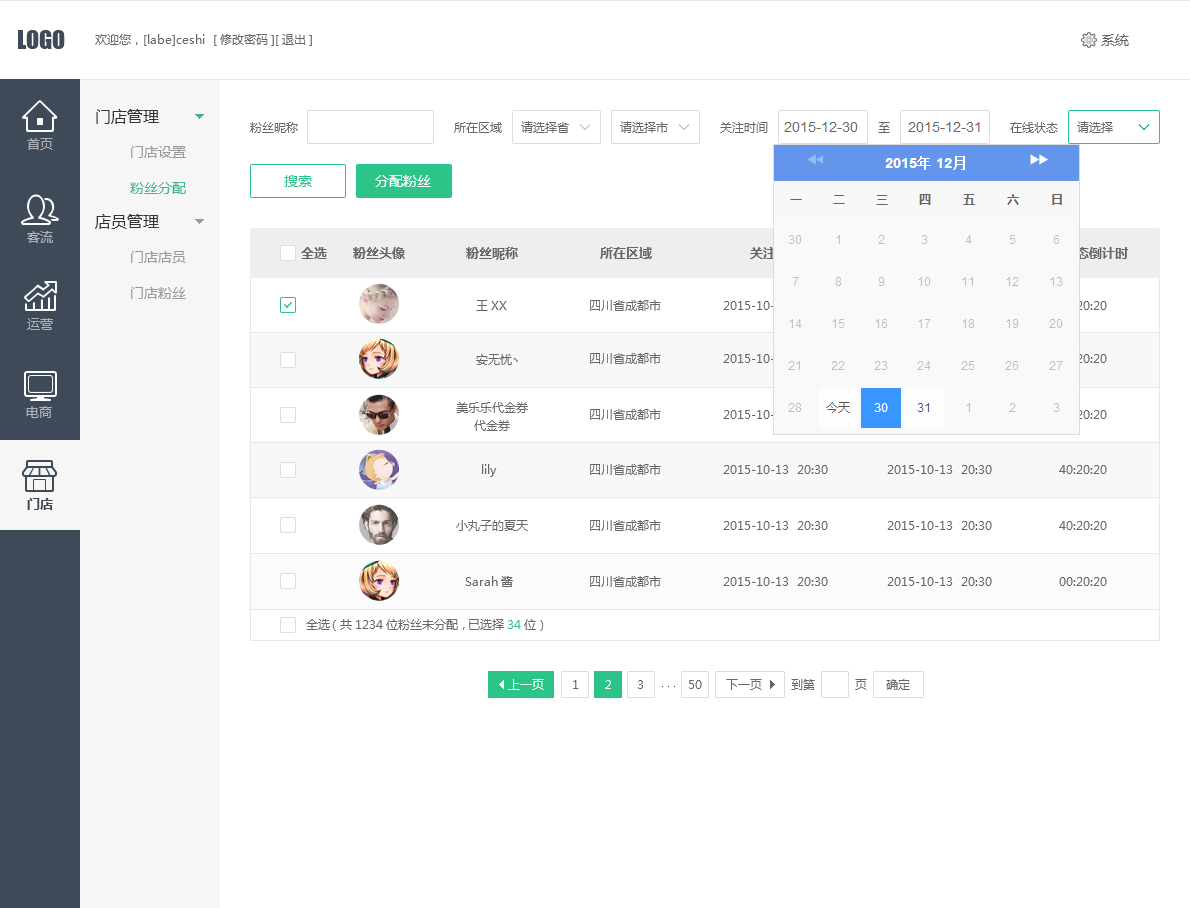 LOGO
欢迎您，[labe]ceshi [ 修改密码 ][ 退出 ]
系统
首页
客流
运营
电商
门店
门店管理
门店设置
粉丝分配
店员管理
门店店员
门店粉丝
粉丝昵称 所在区域 请选择省 请选择市 关注时间 2015-12-30 至 2015-12-31 在线状态 请选择
搜索 分配粉丝
2015年 12月
一 二 三 四 五 六 日
30 1 2 3 4 5 6
7 8 9 10 11 12 13
14 15 16 17 18 19 20
21 22 23 24 25 26 27
28 今天 30 31 1 2 3
全选 粉丝头像 粉丝昵称 所在区域 关注 态倒计时
王 XX 四川省成都市 2015-10- 20:20
安无忧丶 四川省成都市 2015-10- 20:20
美乐乐代金券
代金券 四川省成都市 2015-10- 20:20
lily 四川省成都市 2015-10-13 20:30 2015-10-13 20:30 40:20:20
小丸子的夏天 四川省成都市 2015-10-13 20:30 2015-10-13 20:30 40:20:20
Sarah 酱 四川省成都市 2015-10-13 20:30 2015-10-13 20:30 00:20:20
全选 ( 共 1234 位粉丝未分配 , 已选择 34 位 )
上一页 1 2 3 ... 50 下一页 到第 页 确定